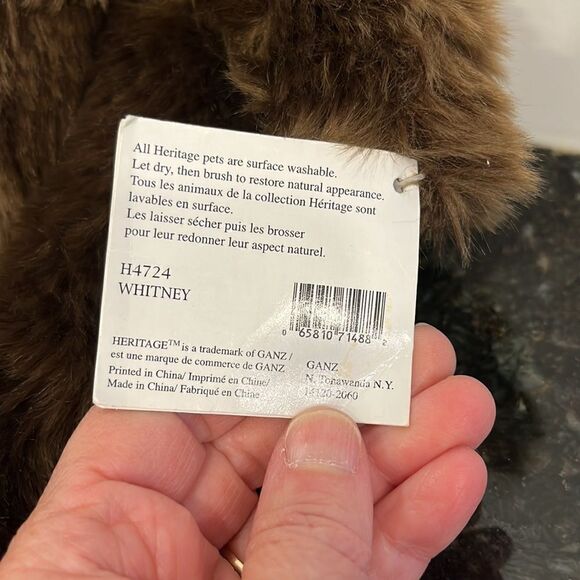 All Heritage pets are surface washable.
Let dry, then brush to restore natural appearance.
Tous les animaux de la collection Héritage sont
lavables en surface.
Les laisser sécher puis les brosser
pour leur redonner leur aspect naturel.
H4724
WHITNEY
0 65810 71488 2
HERITAGE™ is a trademark of GANZ /
est une marque de commerce de GANZ
Printed in China/ Imprimé en Chine/
Made in China/ Fabriqué en Chine
GANZ
N. Tonawanda N.Y.
14120-2060